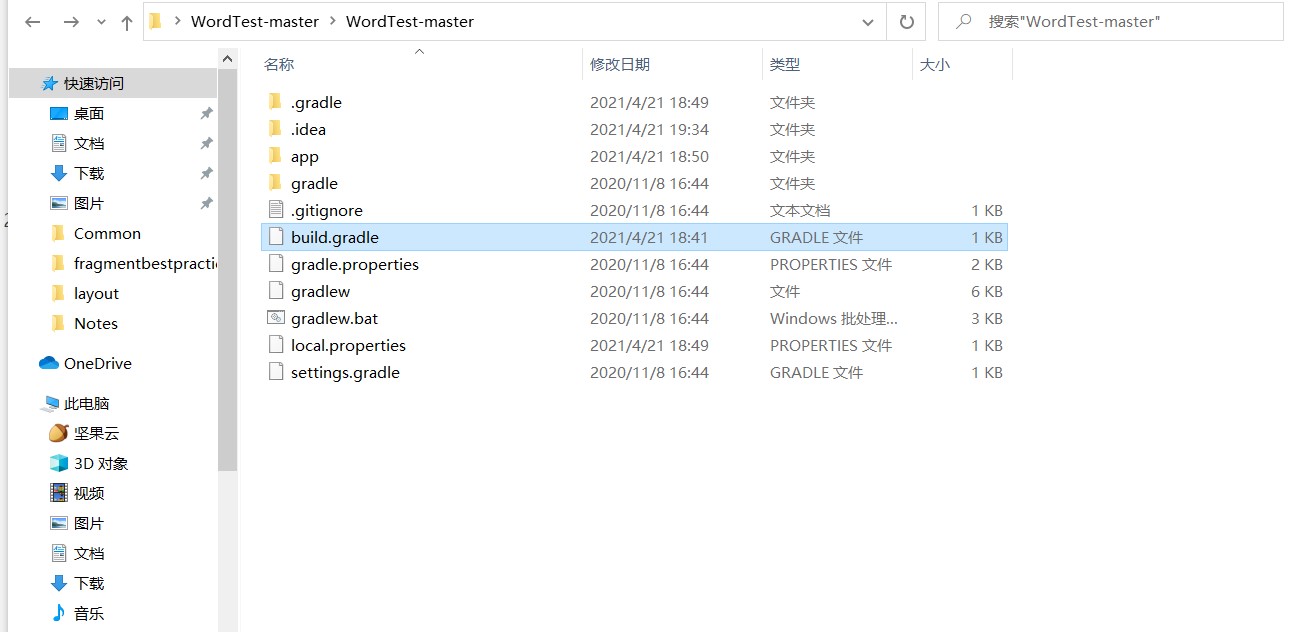 WordTest-master > WordTest-master
搜索"WordTest-master"
快速访问
桌面
文档
下载
图片
Common
fragmentbestpractic
layout
Notes
OneDrive
此电脑
坚果云
3D 对象
视频
图片
文档
下载
音乐
名称 修改日期 类型 大小
.gradle 2021/4/21 18:49 文件夹
.idea 2021/4/21 19:34 文件夹
app 2021/4/21 18:50 文件夹
gradle 2020/11/8 16:44 文件夹
.gitignore 2020/11/8 16:44 文本文档 1 KB
build.gradle 2021/4/21 18:41 GRADLE 文件 1 KB
gradle.properties 2020/11/8 16:44 PROPERTIES 文件 2 KB
gradlew 2020/11/8 16:44 文件 6 KB
gradlew.bat 2020/11/8 16:44 Windows 批处理... 3 KB
local.properties 2021/4/21 18:49 PROPERTIES 文件 1 KB
settings.gradle 2020/11/8 16:44 GRADLE 文件 1 KB